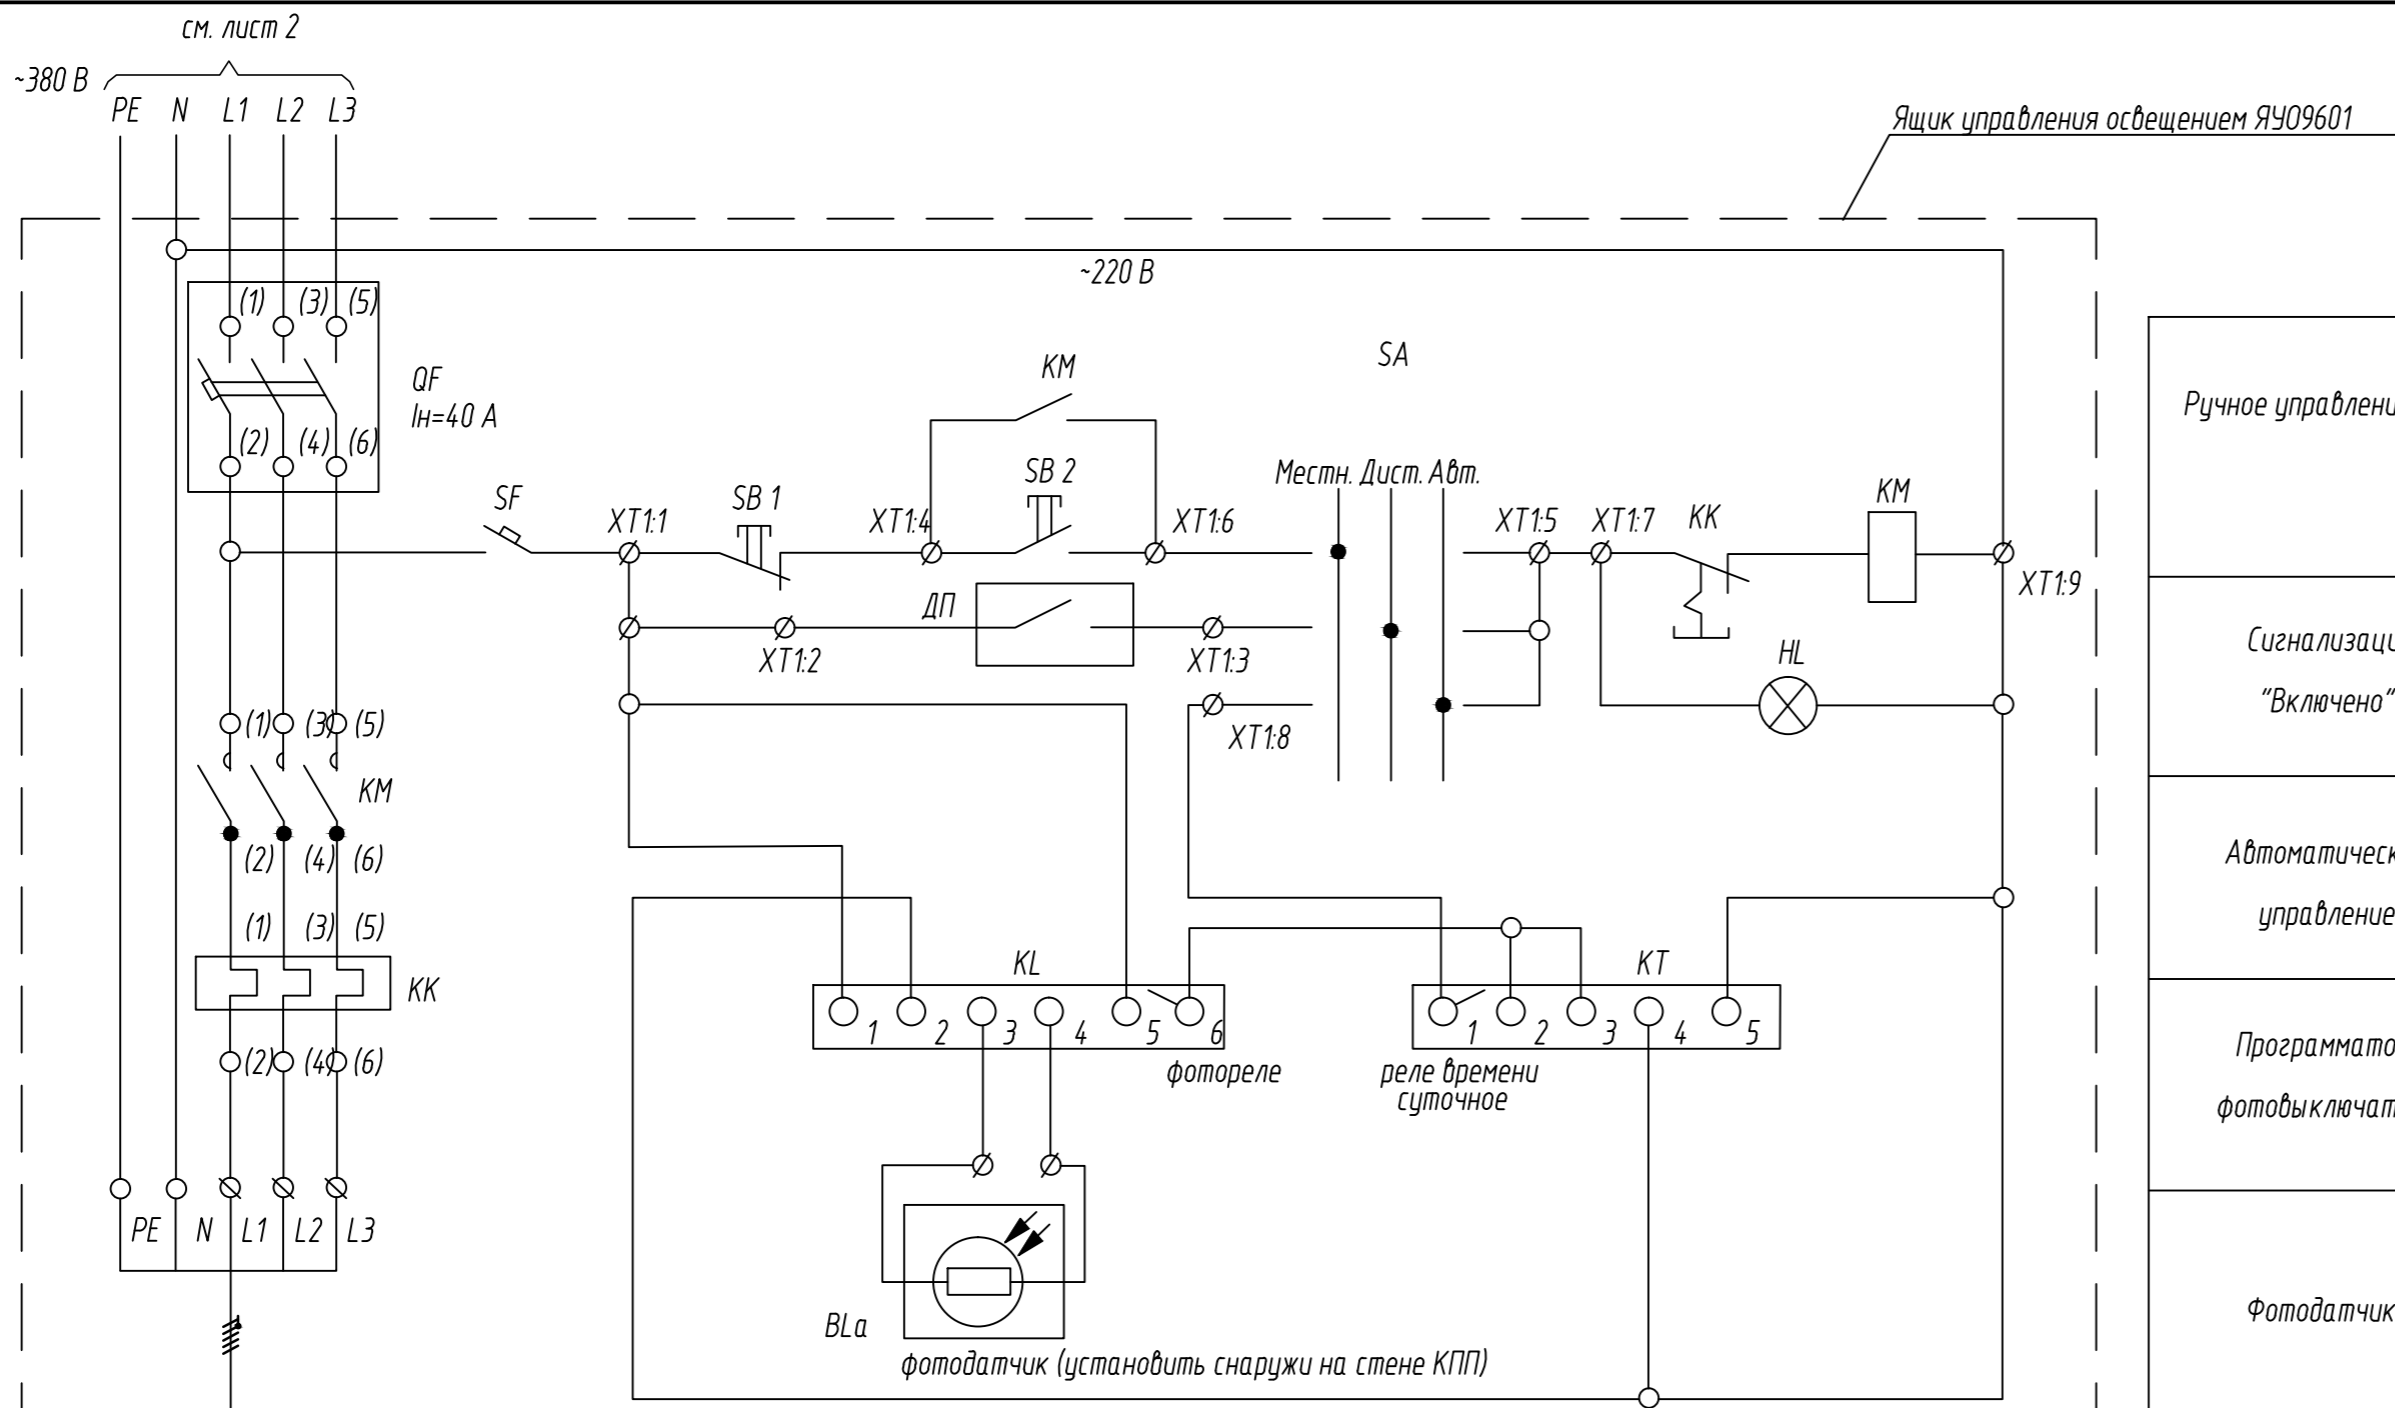 см. лист 2
~380 В
PE N L1 L2 L3
Ящик управления освещением ЯУО9601
~220 В
(1) (3) (5)
QF
Iн=40 А
(2) (4) (6)
KM
SA
SF
SB 1
SB 2
Местн. Дист. Авт.
XT1:1
XT1:4
XT1:6
XT1:5
XT1:7
KK
KM
XT1:9
ДП
XT1:2
XT1:3
HL
XT1:8
(1) (3) (5)
KM
(2) (4) (6)
(1) (3) (5)
KK
(2) (4) (6)
KL
1 2 3 4 5 6
фотореле
KT
1 2 3 4 5
реле времени
суточное
PE N L1 L2 L3
BLa
фотодатчик (установить снаружи на стене КПП)
Ручное управлени
Сигнализаци
"Включено"
Автоматическ
управление
Программато
фотовыключат
Фотодатчик